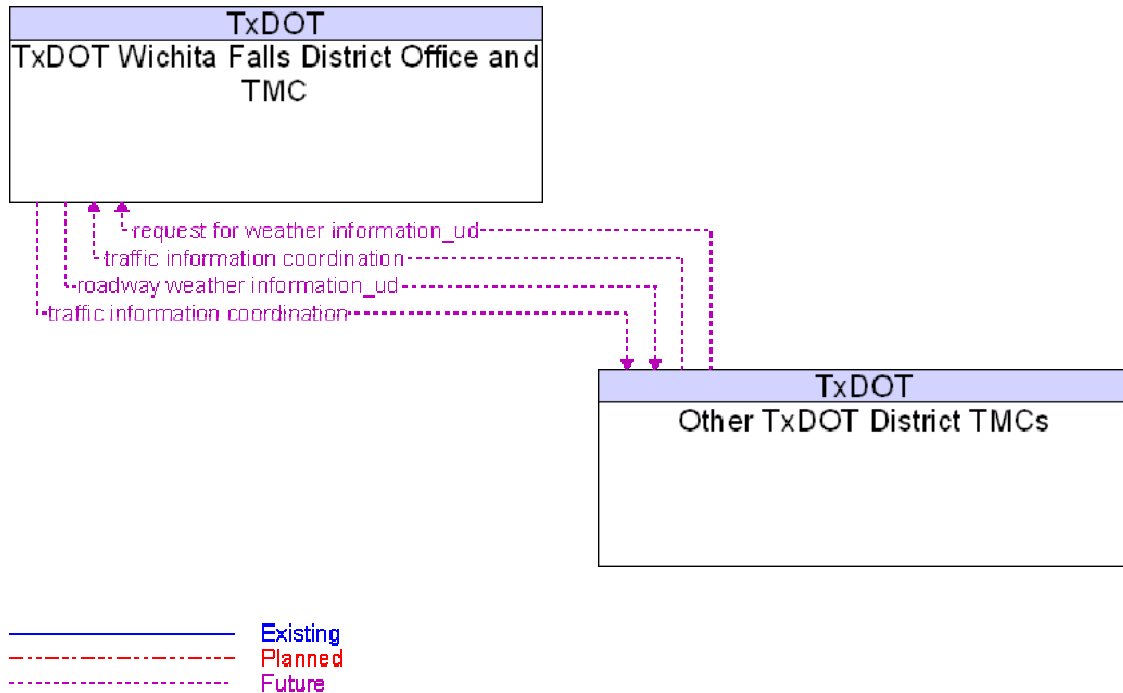 TxDOT
TxDOT Wichita Falls District Office and
TMC
request for weather information_ud
traffic information coordination
roadway weather information_ud
traffic information coordination
TxDOT
Other TxDOT District TMCs
Existing
Planned
Future